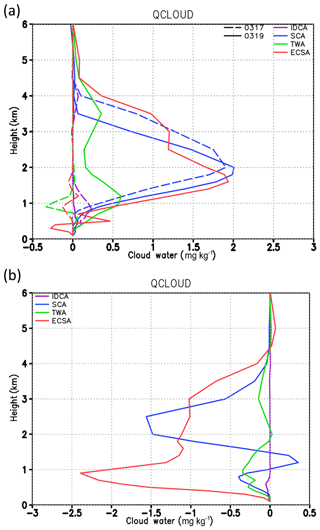 (a)
QCLOUD
0317
0319
IDCA
SCA
TWA
ECSA
Height (km)
6
5
4
3
2
1
0
-0.5 0 0.5 1 1.5 2 2.5 3
Cloud water (mg kg⁻¹)
(b)
QCLOUD
IDCA
SCA
TWA
ECSA
Height (km)
6
5
4
3
2
1
0
-3 -2.5 -2 -1.5 -1 -0.5 0 0.5
Cloud water (mg kg⁻¹)